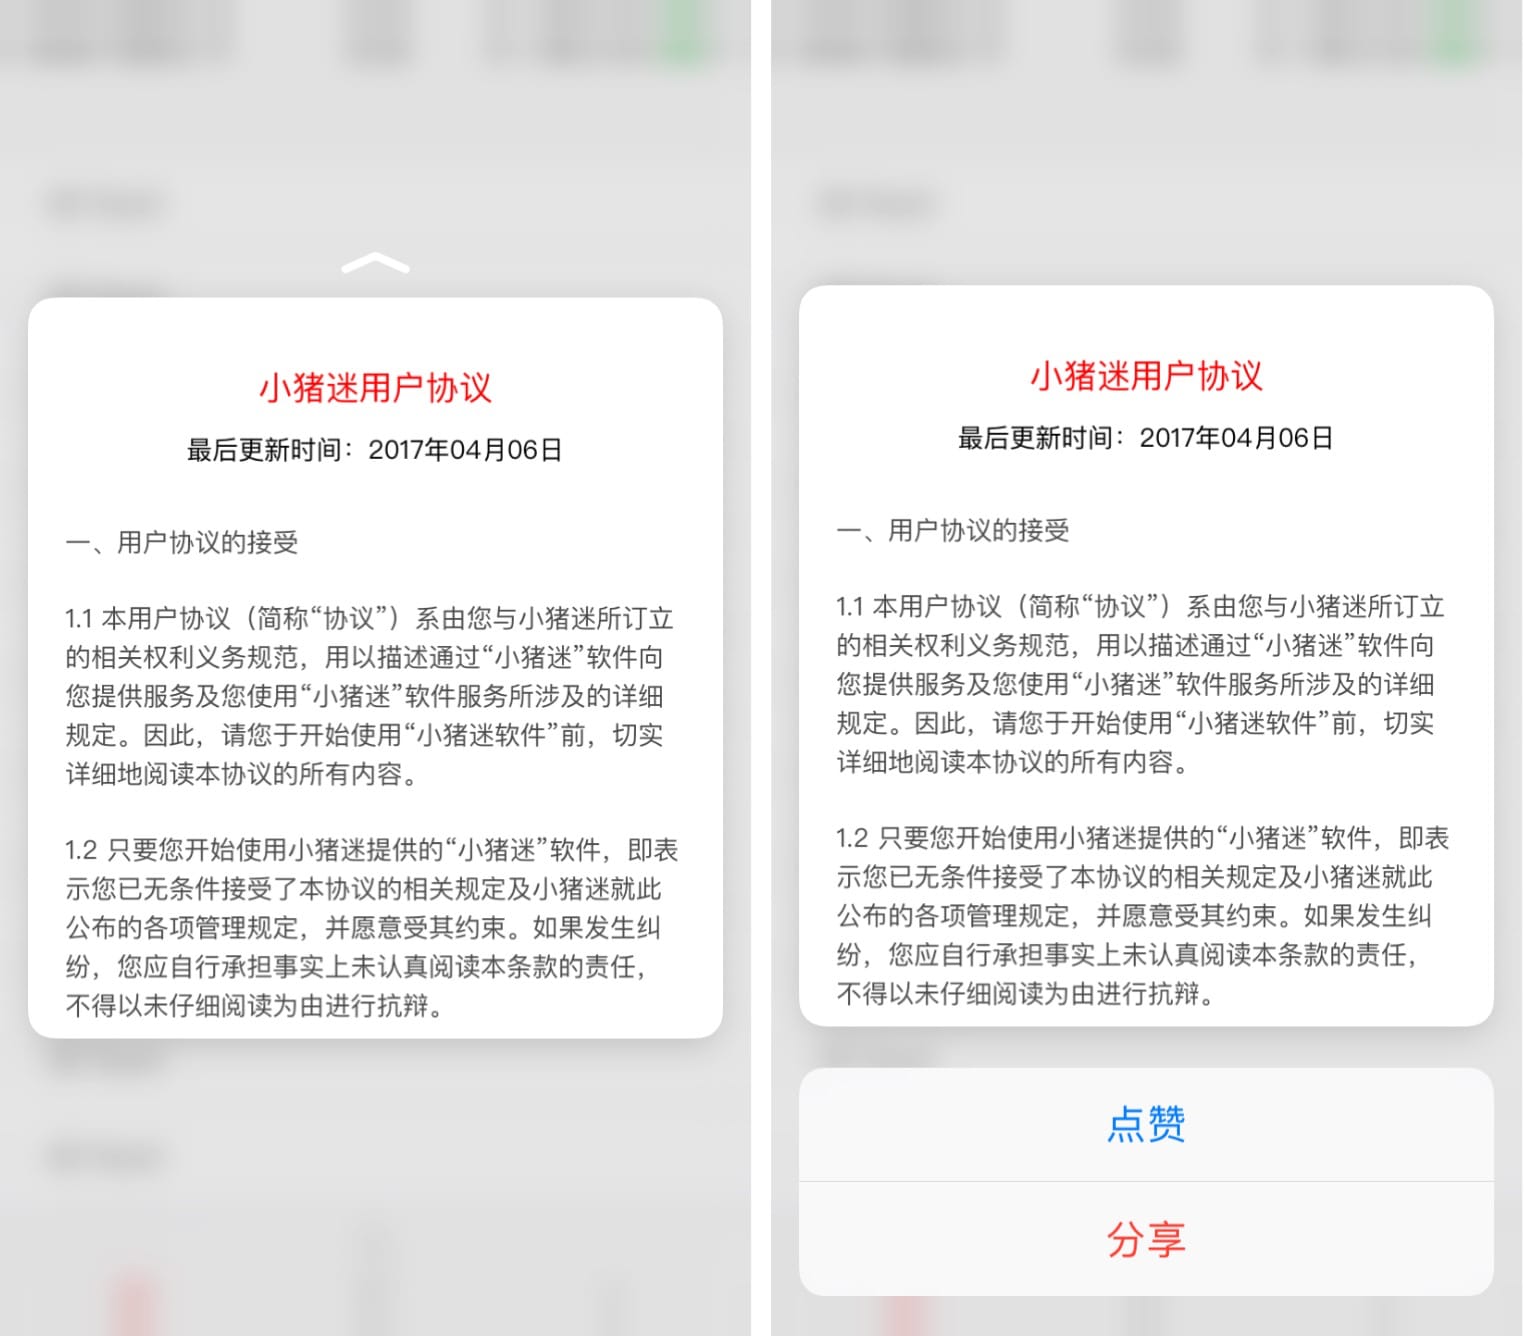 小猪迷用户协议
最后更新时间：2017年04月06日
一、用户协议的接受
1.1 本用户协议（简称“协议”）系由您与小猪迷所订立
的相关权利义务规范，用以描述通过“小猪迷”软件向
您提供服务及您使用“小猪迷”软件服务所涉及的详细
规定。因此，请您于开始使用“小猪迷软件”前，切实
详细地阅读本协议的所有内容。
1.2 只要您开始使用小猪迷提供的“小猪迷”软件，即表
示您已无条件接受了本协议的相关规定及小猪迷就此
公布的各项管理规定，并愿意受其约束。如果发生纠
纷，您应自行承担事实上未认真阅读本条款的责任，
不得以未仔细阅读为由进行抗辩。
小猪迷用户协议
最后更新时间：2017年04月06日
一、用户协议的接受
1.1 本用户协议（简称“协议”）系由您与小猪迷所订立
的相关权利义务规范，用以描述通过“小猪迷”软件向
您提供服务及您使用“小猪迷”软件服务所涉及的详细
规定。因此，请您于开始使用“小猪迷软件”前，切实
详细地阅读本协议的所有内容。
1.2 只要您开始使用小猪迷提供的“小猪迷”软件，即表
示您已无条件接受了本协议的相关规定及小猪迷就此
公布的各项管理规定，并愿意受其约束。如果发生纠
纷，您应自行承担事实上未认真阅读本条款的责任，
不得以未仔细阅读为由进行抗辩。
点赞
分享